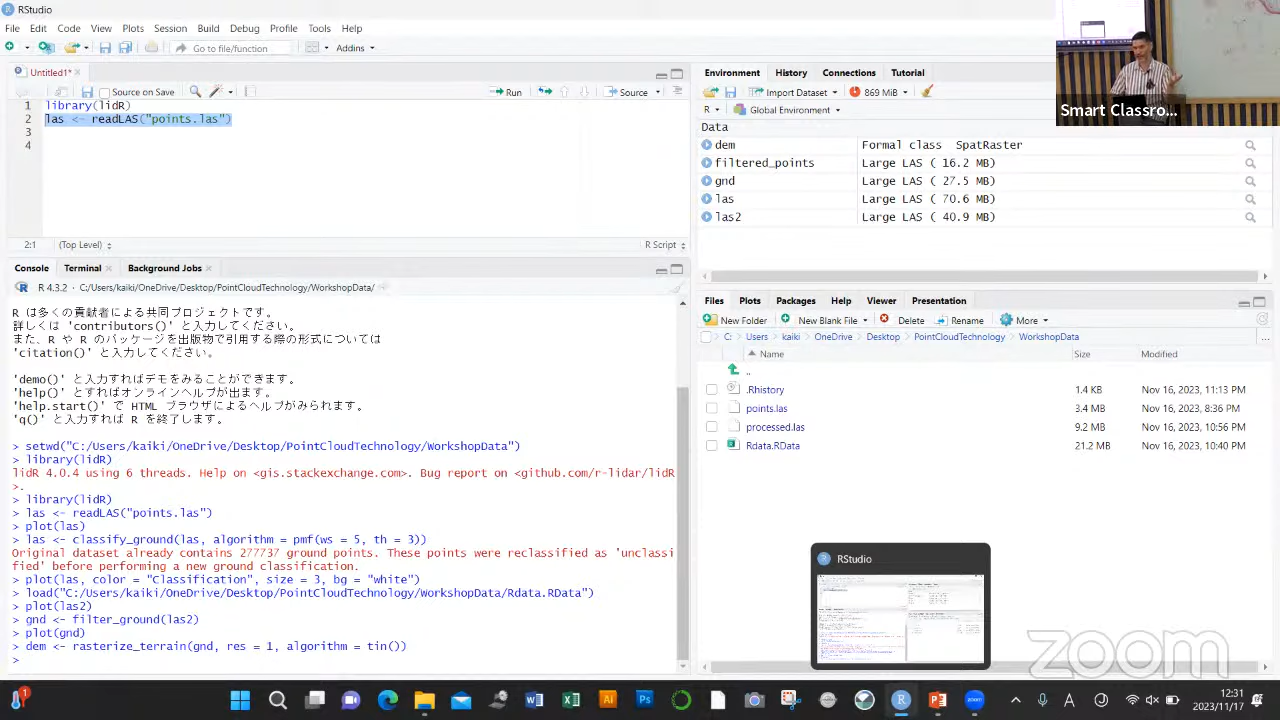 RStudio
File Edit Code View Plots Session Build Debug Profile Tools Help
Go to file/function Addins
Untitled1*
Source on Save Run Source
1 library(lidR)
2 las <- readLAS("points.las")
3
4
2:1 (Top Level) R Script
Console Terminal Background Jobs
R 4.3.2 · C:/Users/kaiki/OneDrive/Desktop/PointCloudTechnology/WorkshopData/
R は多くの貢献者による共同プロジェクトです。
詳しくは 'contributors()' と入力してください。
また、R や R のパッケージを出版物で引用する際の形式については
'citation()' と入力してください。
'demo()' と入力すればデモをみることができます。
'help()' とすればオンラインヘルプが出ます。
'help.start()' で HTML ブラウザによるヘルプがみられます。
'q()' と入力すれば R を終了します。
> setwd("C:/Users/kaiki/OneDrive/Desktop/PointCloudTechnology/WorkshopData")
> library(lidR)
lidR 4.0.4 using 6 threads. Help on <gis.stackexchange.com>. Bug report on <github.com/r-lidar/lidR
>.
> library(lidR)
> las <- readLAS("points.las")
> plot(las)
> las <- classify_ground(las, algorithm = pmf(ws = 5, th = 3))
Original dataset already contains 277737 ground points. These points were reclassified as 'unclassi
fied' before performing a new ground classification.
> plot(las, color = "Classification", size = 3, bg = "white")
> load("C:/Users/kaiki/OneDrive/Desktop/PointCloudTechnology/WorkshopData/Rdata.RData")
> plot(las2)
> gnd <- filter_ground(las2)
> plot(gnd)
> dem <- rasterize_terrain(gnd, res = 1, algorithm = tin())
>
Environment History Connections Tutorial
Import Dataset 869 MiB
R Global Environment
Data
dem Formal class SpatRaster
filtered_points Large LAS ( 16.2 MB)
gnd Large LAS ( 27.5 MB)
las Large LAS ( 70.6 MB)
las2 Large LAS ( 40.9 MB)
Files Plots Packages Help Viewer Presentation
New Folder New Blank File Delete Rename More
C: Users kaiki OneDrive Desktop PointCloudTechnology WorkshopData
Name Size Modified
..
.Rhistory 1.4 KB Nov 16, 2023, 11:13 PM
points.las 3.4 MB Nov 16, 2023, 8:36 PM
processed.las 9.2 MB Nov 16, 2023, 10:56 PM
Rdata.RData 21.2 MB Nov 16, 2023, 10:40 PM
RStudio
Smart Classro...
zoom
12:31
2023/11/17